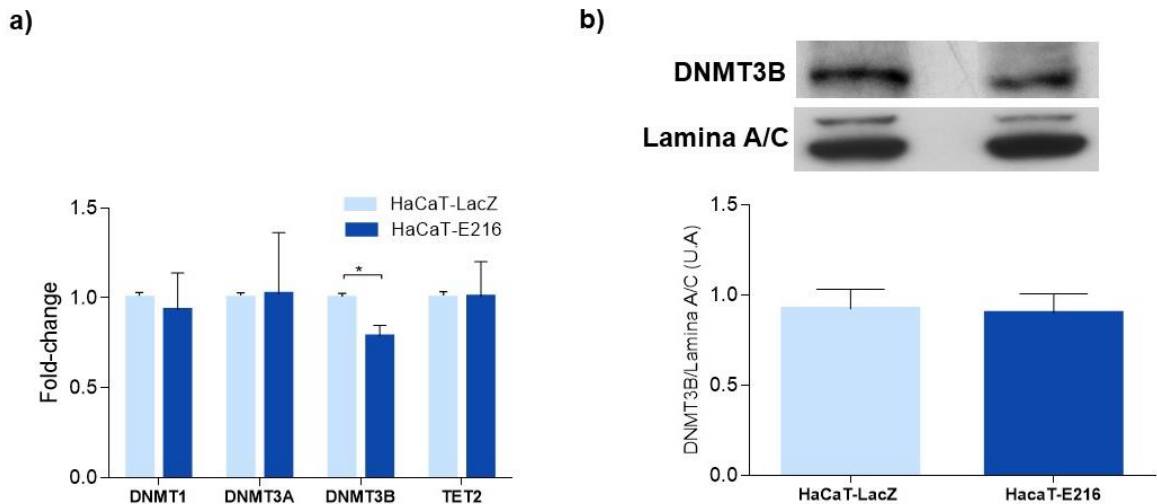 a)
HaCaT-LacZ
HaCaT-E216
*
Fold-change
1.5
1.0
0.5
0.0
DNMT1 DNMT3A DNMT3B TET2
b)
DNMT3B
Lamina A/C
DNMT3B/Lamina A/C (U.A)
1.5
1.0
0.5
0.0
HaCaT-LacZ HacaT-E216